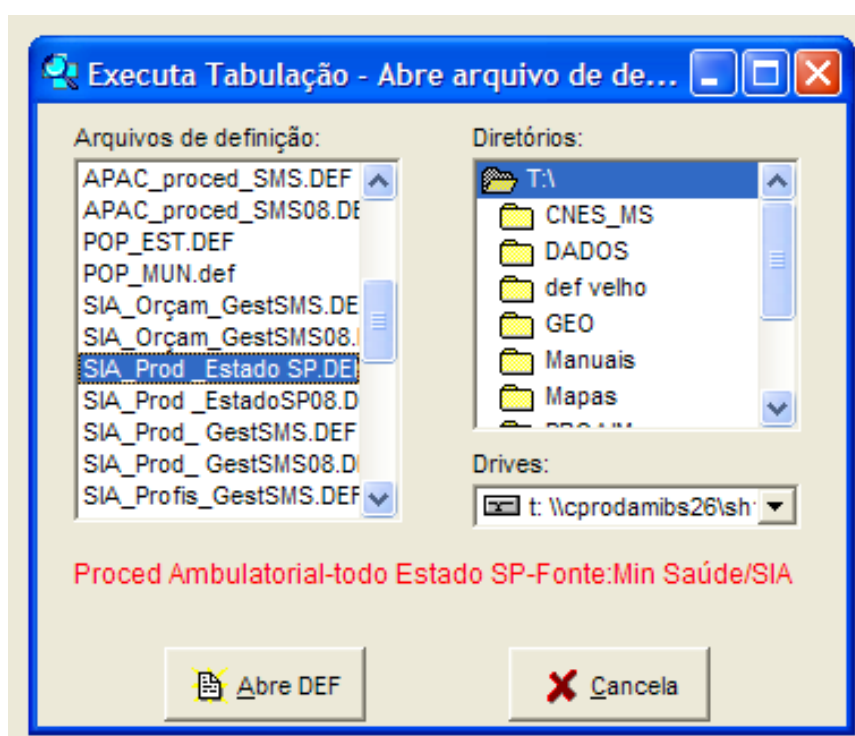 Executa Tabulação - Abre arquivo de de...
Arquivos de definição:
APAC_proced_SMS.DEF
APAC_proced_SMS08.DE
POP_EST.DEF
POP_MUN.def
SIA_Orçam_GestSMS.DE
SIA_Orçam_GestSMS08.
SIA_Prod _Estado SP.DE
SIA_Prod _EstadoSP08.D
SIA_Prod_ GestSMS.DEF
SIA_Prod_ GestSMS08.D
SIA_Profis_GestSMS.DEF
Diretórios:
T:\
CNES_MS
DADOS
def velho
GEO
Manuais
Mapas
Drives:
t: \\cprodamibs26\sh
Proced Ambulatorial-todo Estado SP-Fonte:Min Saúde/SIA
Abre DEF
Cancela